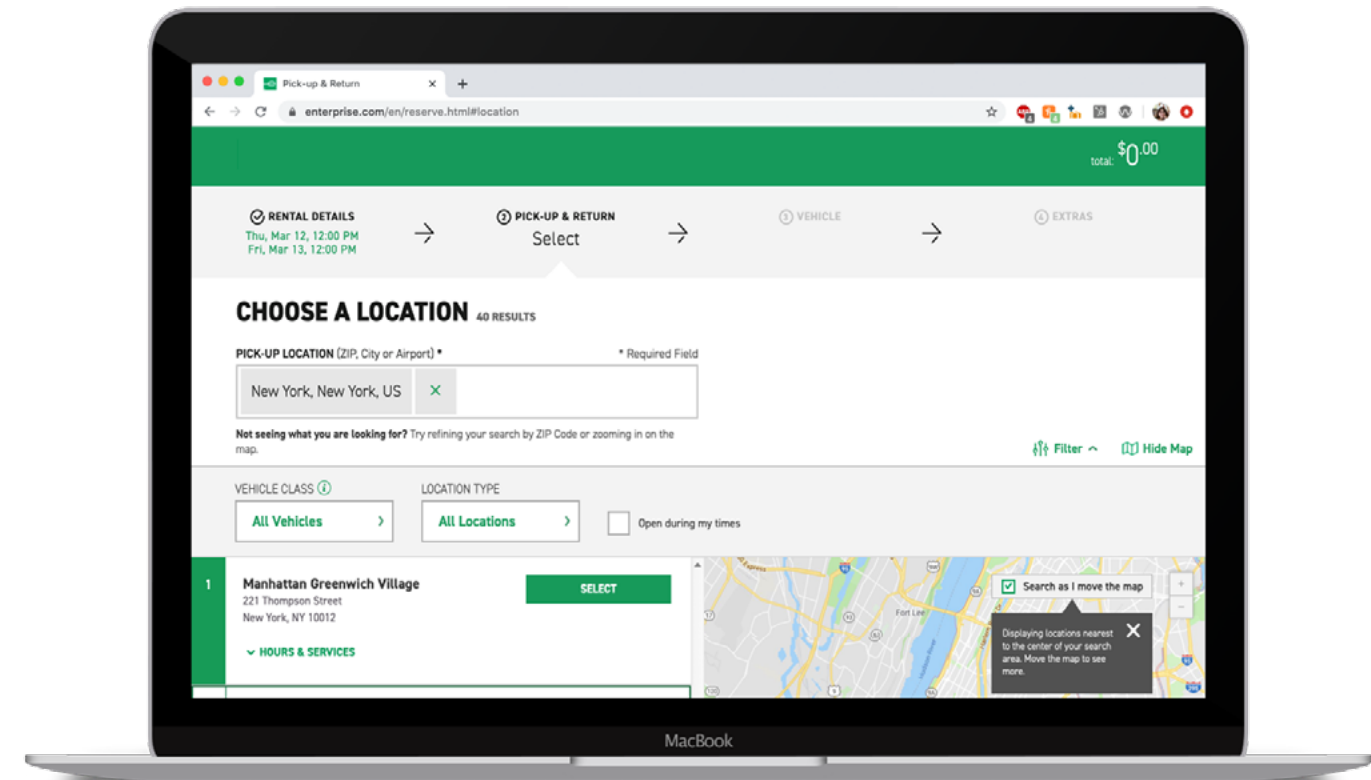 Pick-up & Return
enterprise.com/en/reserve.html#location
total: $0.00
RENTAL DETAILS
Thu, Mar 12, 12:00 PM
Fri, Mar 13, 12:00 PM
2 PICK-UP & RETURN
Select
3 VEHICLE
4 EXTRAS
CHOOSE A LOCATION 40 RESULTS
PICK-UP LOCATION (ZIP, City or Airport) * * Required Field
New York, New York, US
Not seeing what you are looking for? Try refining your search by ZIP Code or zooming in on the
map.
Filter Hide Map
VEHICLE CLASS i LOCATION TYPE
All Vehicles All Locations Open during my times
1 Manhattan Greenwich Village SELECT
221 Thompson Street
New York, NY 10012
HOURS & SERVICES
Search as I move the map
Fort Lee
Displaying locations nearest
to the center of your search
area. Move the map to see
more.
MacBook